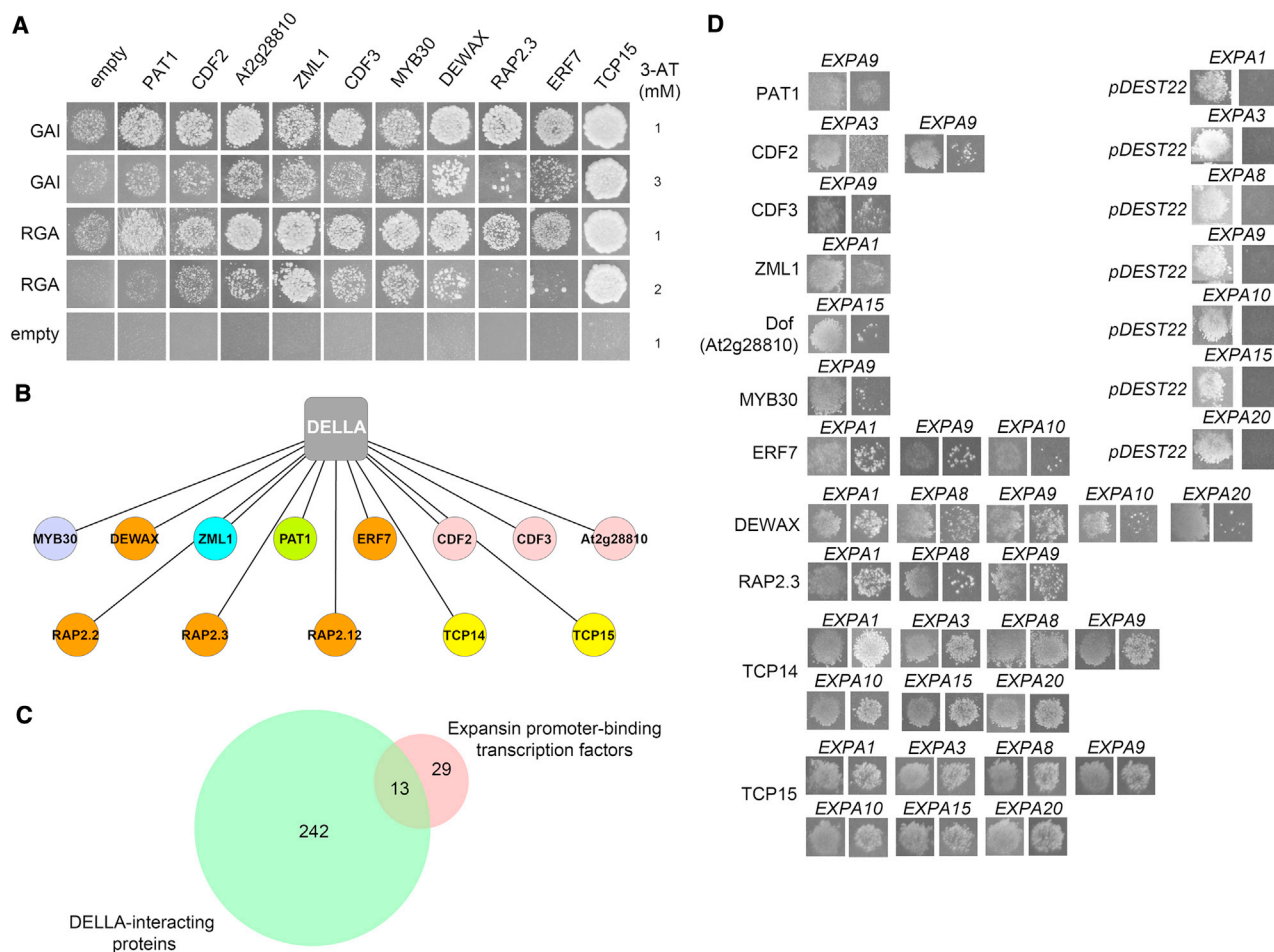 A
empty PAT1 CDF2 At2g28810 ZML1 CDF3 MYB30 DEWAX RAP2.3 ERF7 TCP15
3-AT
(mM)
GAI 1
GAI 3
RGA 1
RGA 2
empty 1
B
DELLA
MYB30 DEWAX ZML1 PAT1 ERF7 CDF2 CDF3 At2g28810
RAP2.2 RAP2.3 RAP2.12 TCP14 TCP15
C
Expansin promoter-binding
transcription factors
29
13
242
DELLA-interacting
proteins
D
EXPA9
PAT1
EXPA3 EXPA9
CDF2
EXPA9
CDF3
EXPA1
ZML1
EXPA15
Dof
(At2g28810)
EXPA9
MYB30
EXPA1 EXPA9 EXPA10
ERF7
EXPA1 EXPA8 EXPA9 EXPA10 EXPA20
DEWAX
EXPA1 EXPA8 EXPA9
RAP2.3
EXPA1 EXPA3 EXPA8 EXPA9
TCP14
EXPA10 EXPA15 EXPA20
EXPA1 EXPA3 EXPA8 EXPA9
TCP15
EXPA10 EXPA15 EXPA20
EXPA1
pDEST22
EXPA3
pDEST22
EXPA8
pDEST22
EXPA9
pDEST22
EXPA10
pDEST22
EXPA15
pDEST22
EXPA20
pDEST22